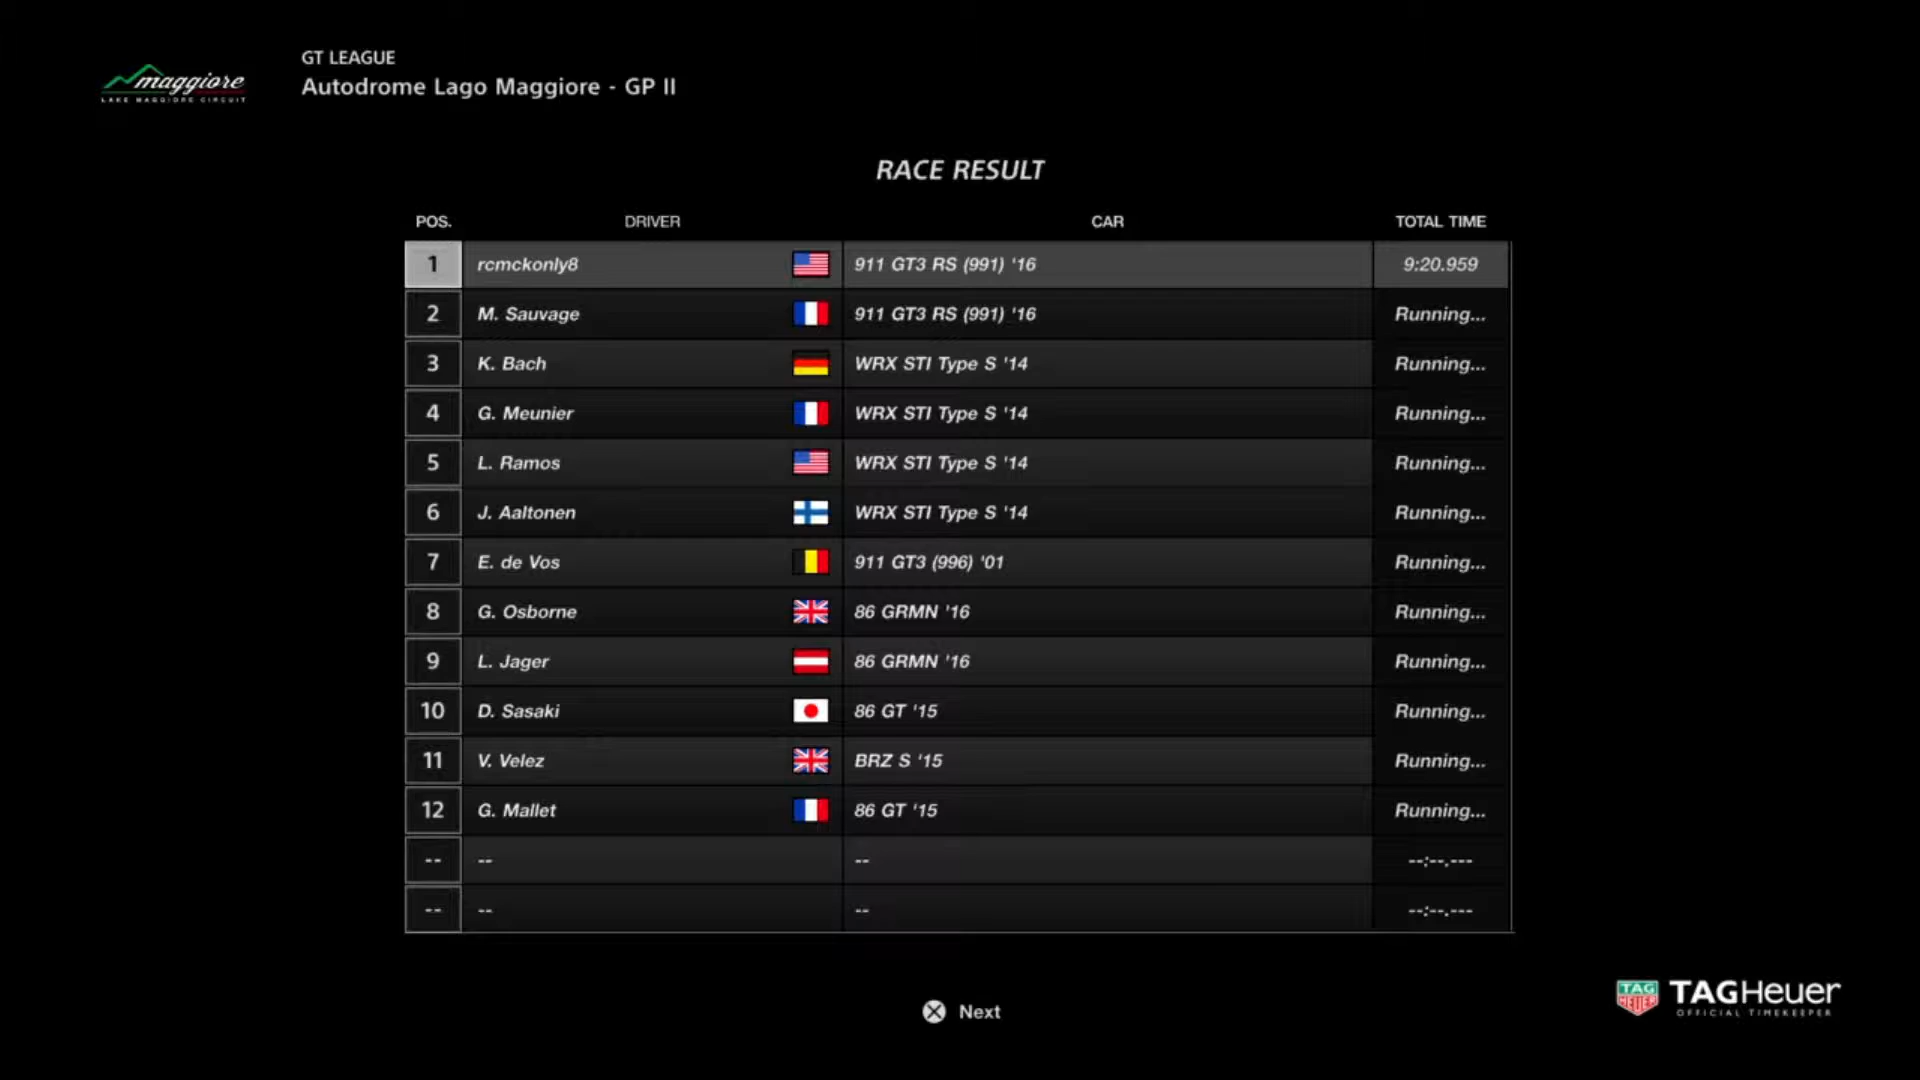 maggiore
LAKE MAGGIORE CIRCUIT
GT LEAGUE
Autodrome Lago Maggiore - GP II
RACE RESULT
POS. DRIVER CAR TOTAL TIME
1 rcmckonly8 911 GT3 RS (991) '16 9:20.959
2 M. Sauvage 911 GT3 RS (991) '16 Running...
3 K. Bach WRX STI Type S '14 Running...
4 G. Meunier WRX STI Type S '14 Running...
5 L. Ramos WRX STI Type S '14 Running...
6 J. Aaltonen WRX STI Type S '14 Running...
7 E. de Vos 911 GT3 (996) '01 Running...
8 G. Osborne 86 GRMN '16 Running...
9 L. Jager 86 GRMN '16 Running...
10 D. Sasaki 86 GT '15 Running...
11 V. Velez BRZ S '15 Running...
12 G. Mallet 86 GT '15 Running...
-- -- -- --:--.---
-- -- -- --:--.---
Next
TAG HEUER
TAGHeuer
OFFICIAL TIMEKEEPER